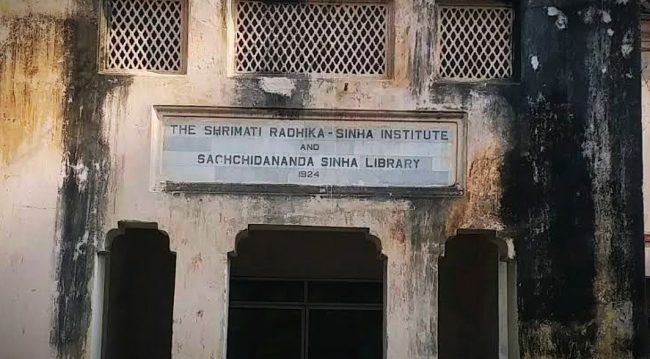 THE SHRIMATI RADHIKA-SINHA INSTITUTE
AND
SACHCHIDANANDA SINHA LIBRARY
1924